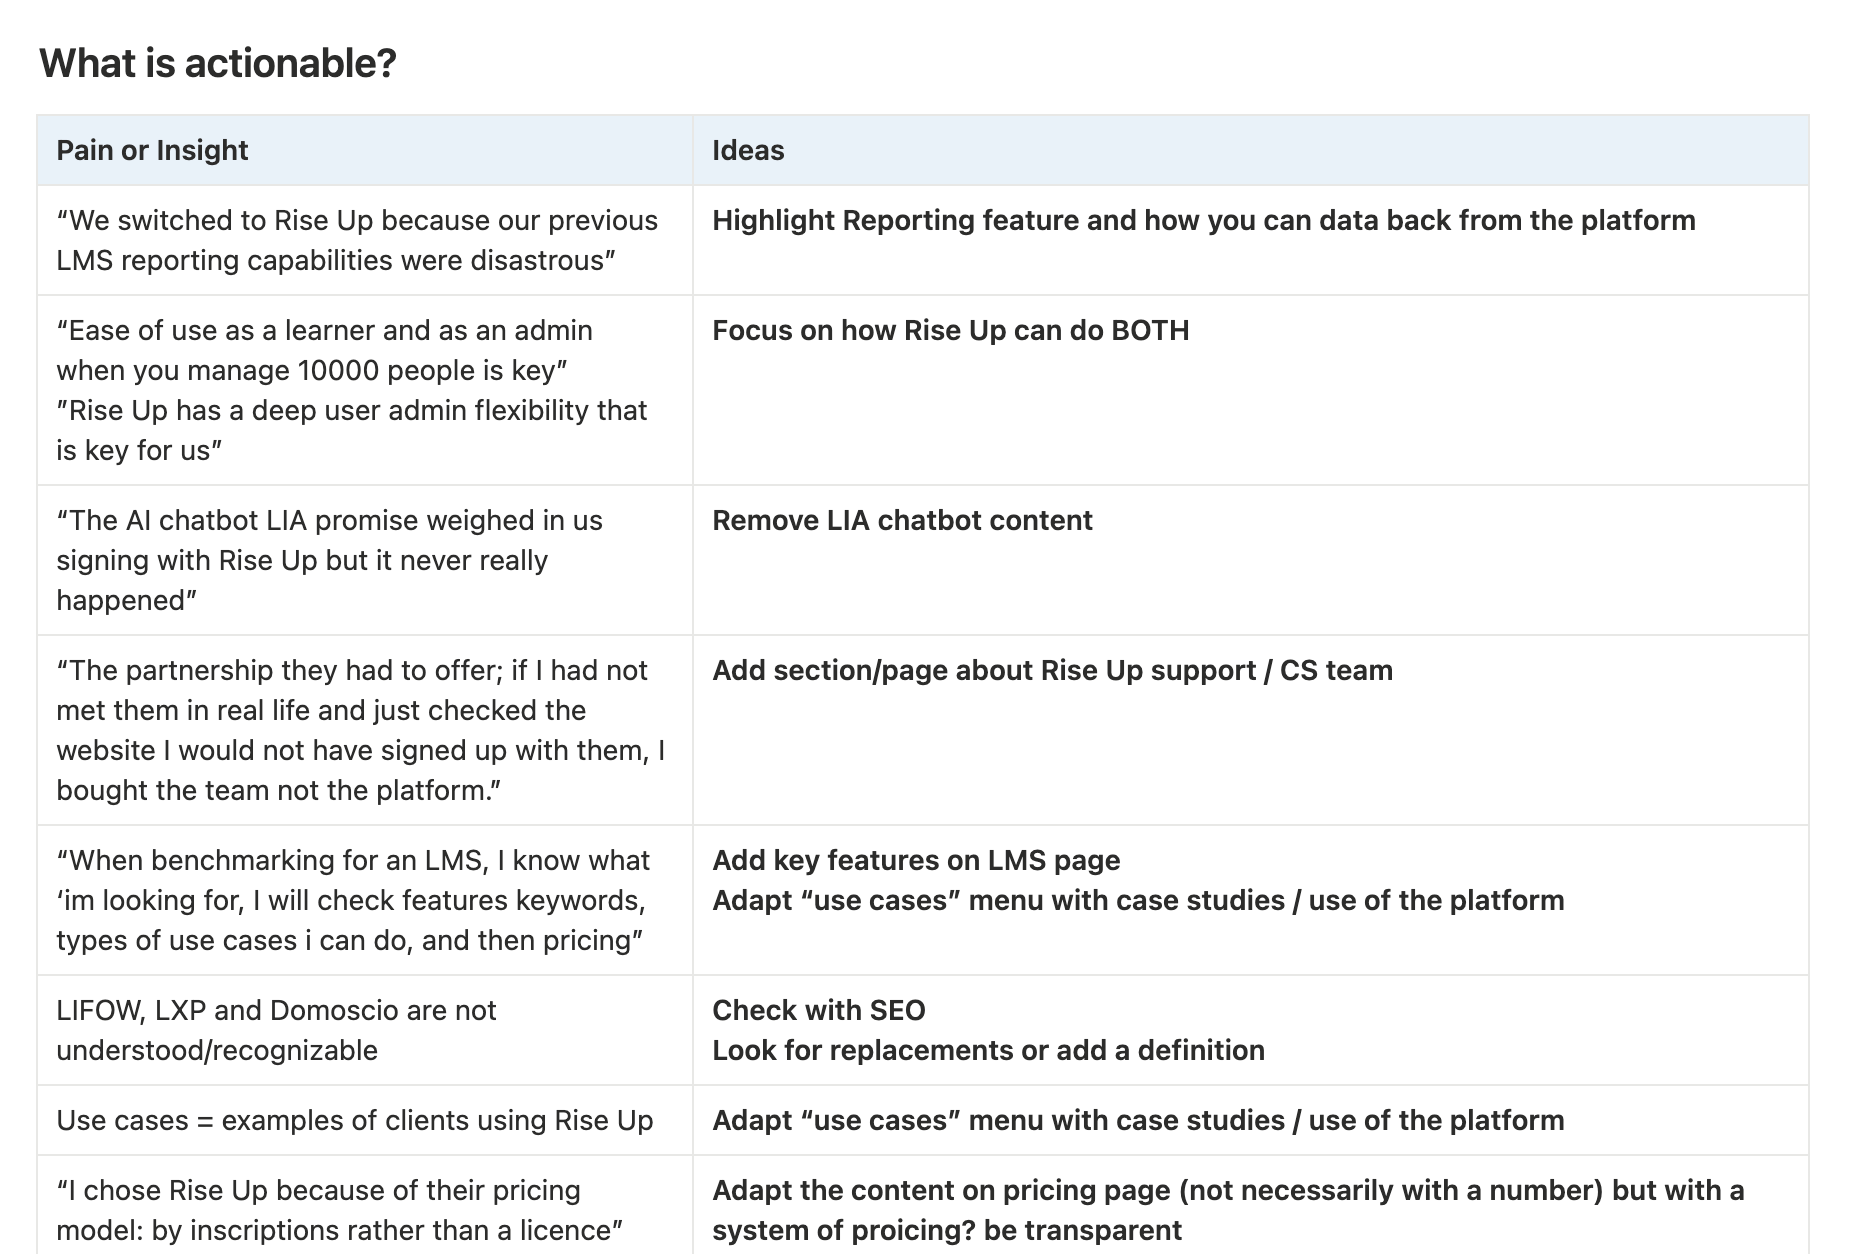 What is actionable?
Pain or Insight
Ideas
“We switched to Rise Up because our previous
LMS reporting capabilities were disastrous”
Highlight Reporting feature and how you can data back from the platform
“Ease of use as a learner and as an admin
when you manage 10000 people is key”
”Rise Up has a deep user admin flexibility that
is key for us”
Focus on how Rise Up can do BOTH
“The AI chatbot LIA promise weighed in us
signing with Rise Up but it never really
happened”
Remove LIA chatbot content
“The partnership they had to offer; if I had not
met them in real life and just checked the
website I would not have signed up with them, I
bought the team not the platform.”
Add section/page about Rise Up support / CS team
“When benchmarking for an LMS, I know what
‘im looking for, I will check features keywords,
types of use cases i can do, and then pricing”
Add key features on LMS page
Adapt “use cases” menu with case studies / use of the platform
LIFOW, LXP and Domoscio are not
understood/recognizable
Check with SEO
Look for replacements or add a definition
Use cases = examples of clients using Rise Up
Adapt “use cases” menu with case studies / use of the platform
“I chose Rise Up because of their pricing
model: by inscriptions rather than a licence”
Adapt the content on pricing page (not necessarily with a number) but with a
system of proicing? be transparent